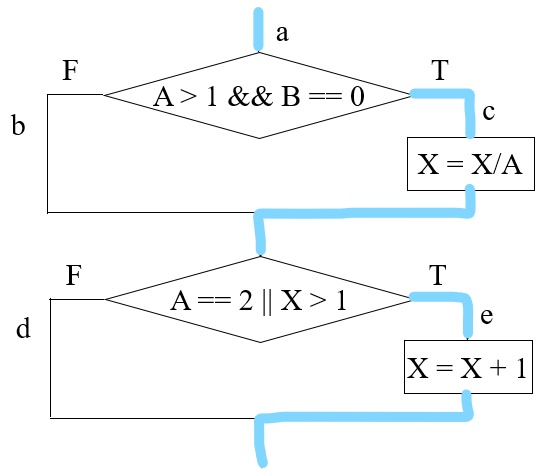 a
F
T
A > 1 && B == 0
b
c
X = X/A
F
T
A == 2 || X > 1
d
e
X = X + 1